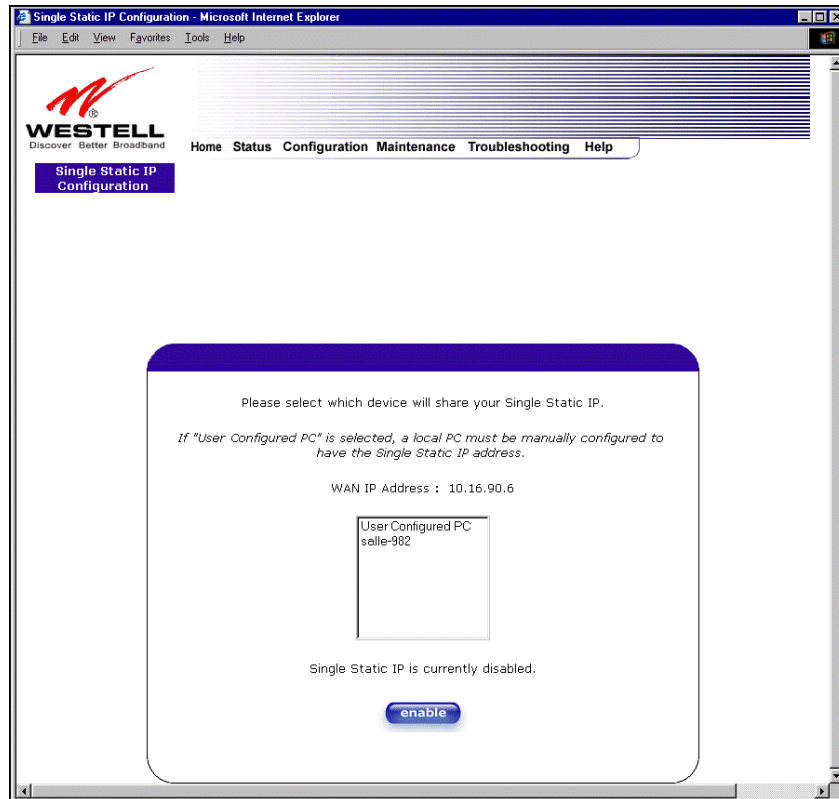 Single Static IP Configuration - Microsoft Internet Explorer
File Edit View Favorites Tools Help
WESTELL
®
Discover Better Broadband
Home Status Configuration Maintenance Troubleshooting Help
Single Static IP
Configuration
Please select which device will share your Single Static IP.
If "User Configured PC" is selected, a local PC must be manually configured to
have the Single Static IP address.
WAN IP Address : 10.16.90.6
User Configured PC
salle-982
Single Static IP is currently disabled.
enable